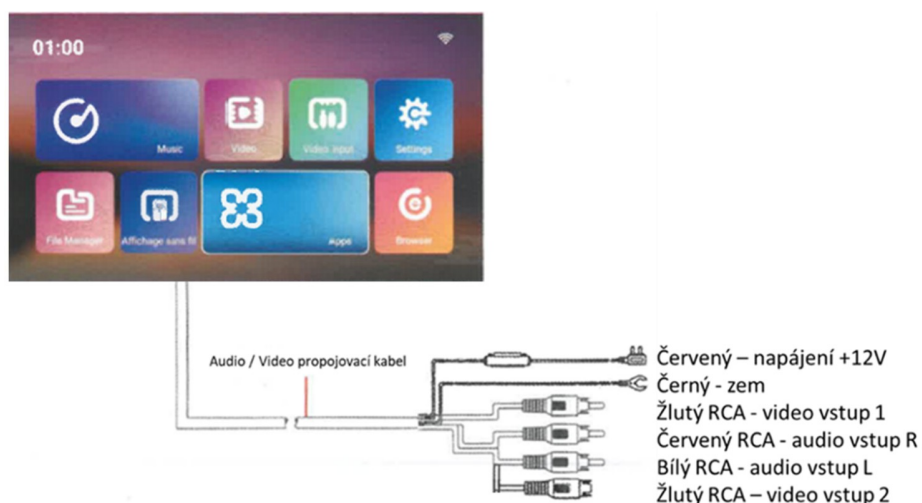 01:00
Music
Video
Video input
Settings
File Manager
Affichage sans fil
Apps
Browser
Audio / Video propojovací kabel
Červený – napájení +12V
Černý - zem
Žlutý RCA - video vstup 1
Červený RCA - audio vstup R
Bílý RCA - audio vstup L
Žlutý RCA – video vstup 2